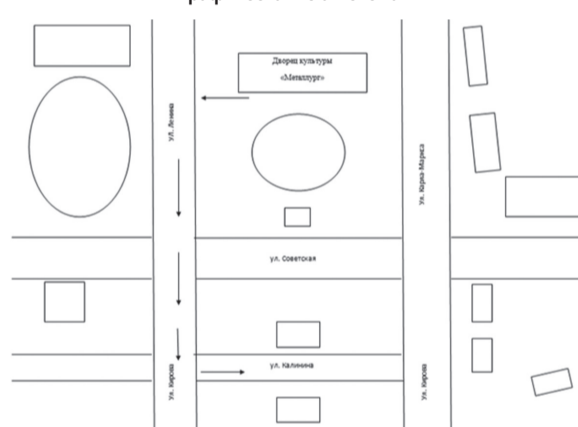 Дворец культуры
«Металлург»
Ул. Ленина
Ул. Карла-Маркса
ул. Советская
ул. Калинина
Ул. Кирова
Ул. Кирова